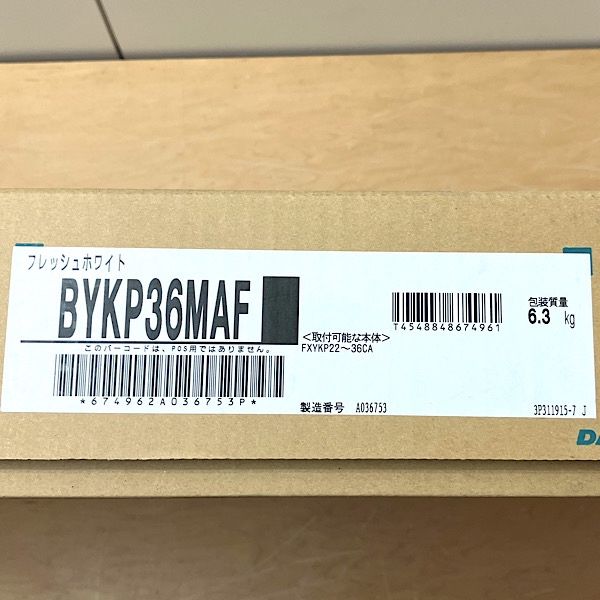 フレッシュホワイト
BYKP36MAF
このバーコードは、POS用ではありません。
*674962A036753P*
<取付可能な本体>
FXYKP22～36CA
製造番号 A036753
T4548848674961
包装質量
6.3 kg
3P311915-7 J